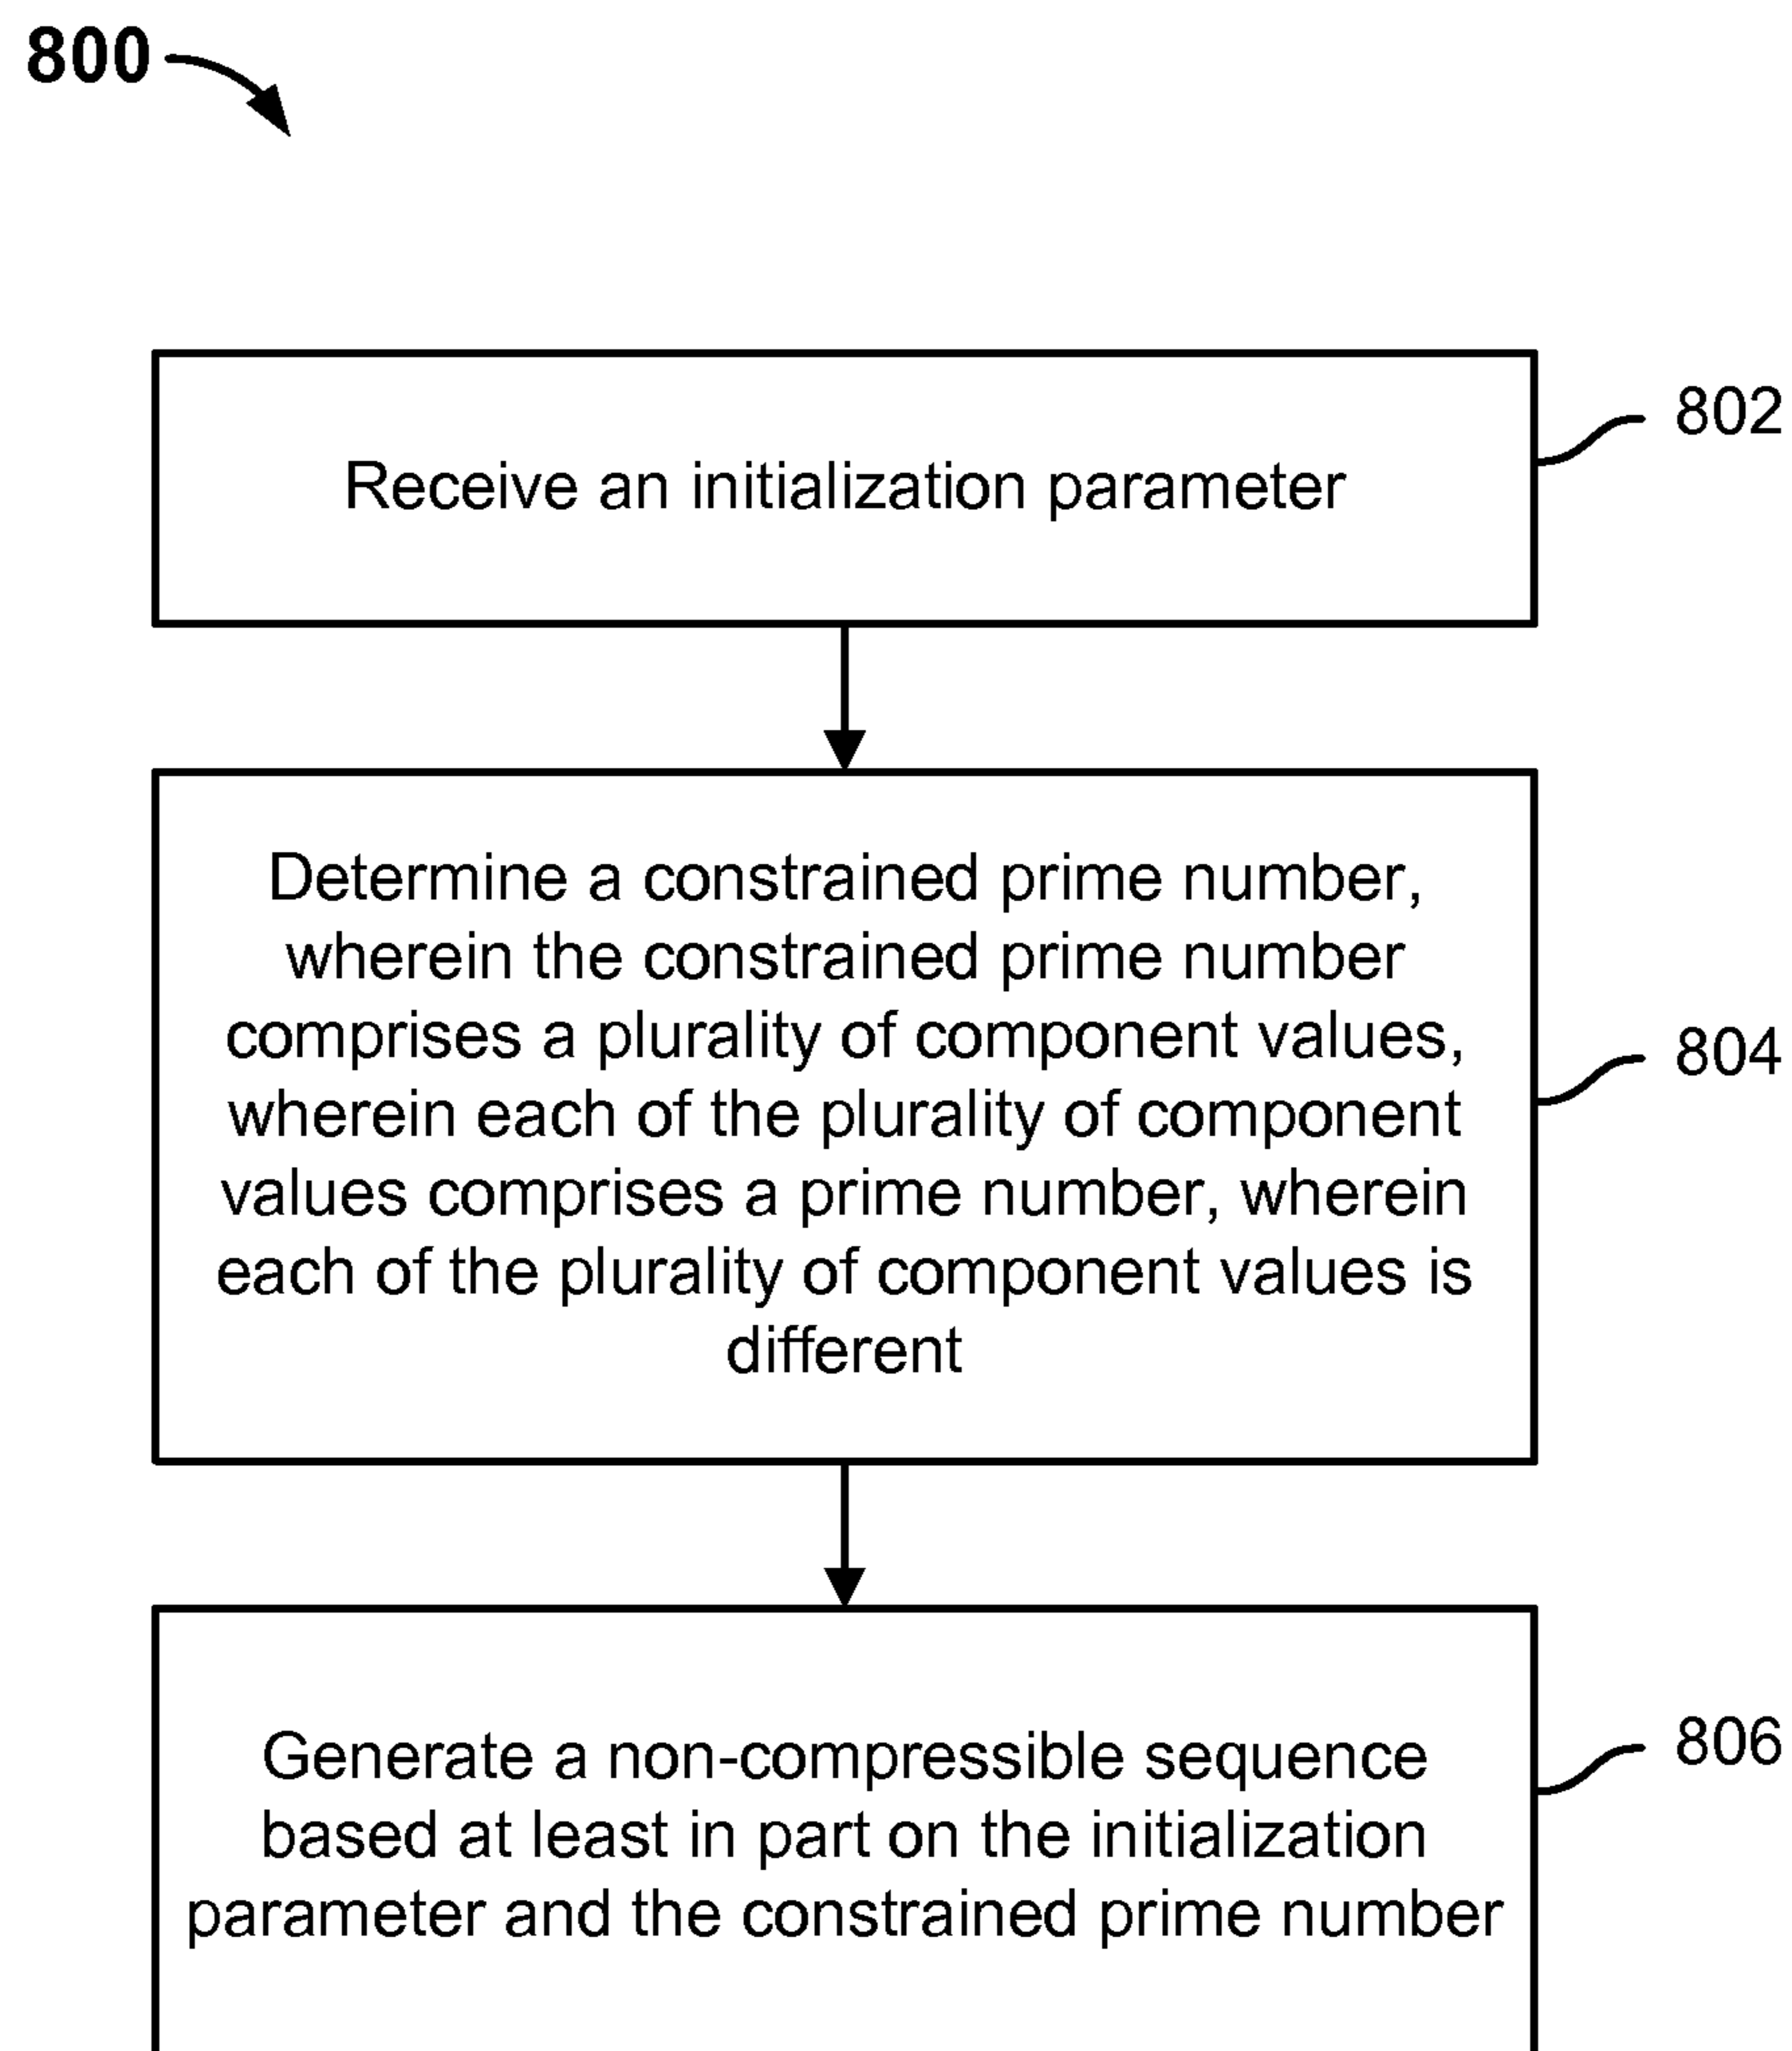 800
802
Receive an initialization parameter
Determine a constrained prime number,
wherein the constrained prime number
comprises a plurality of component values,
804
wherein each of the plurality of component
values comprises a prime number, wherein
each of the plurality of component values is
different
806
Generate a non-compressible sequence
based at least in part on the initialization
parameter and the constrained prime number